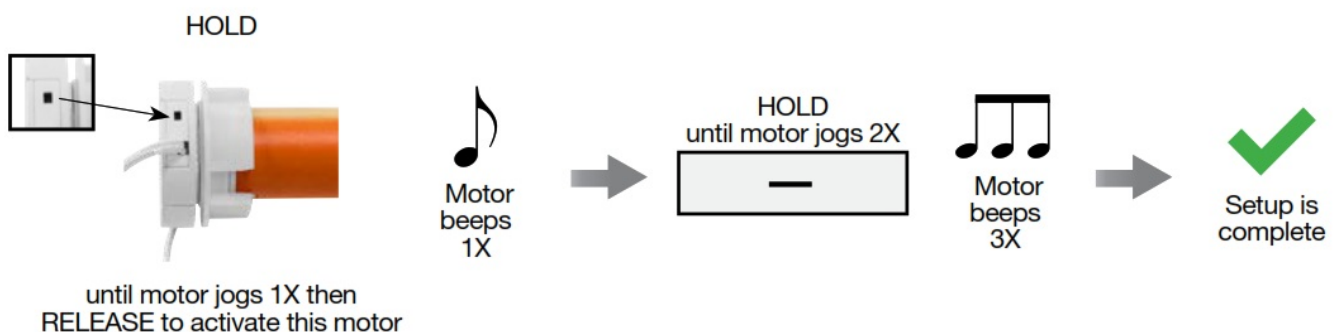 HOLD
until motor jogs 1X then
RELEASE to activate this motor
Motor
beeps
1X
HOLD
until motor jogs 2X
Motor
beeps
3X
Setup is
complete